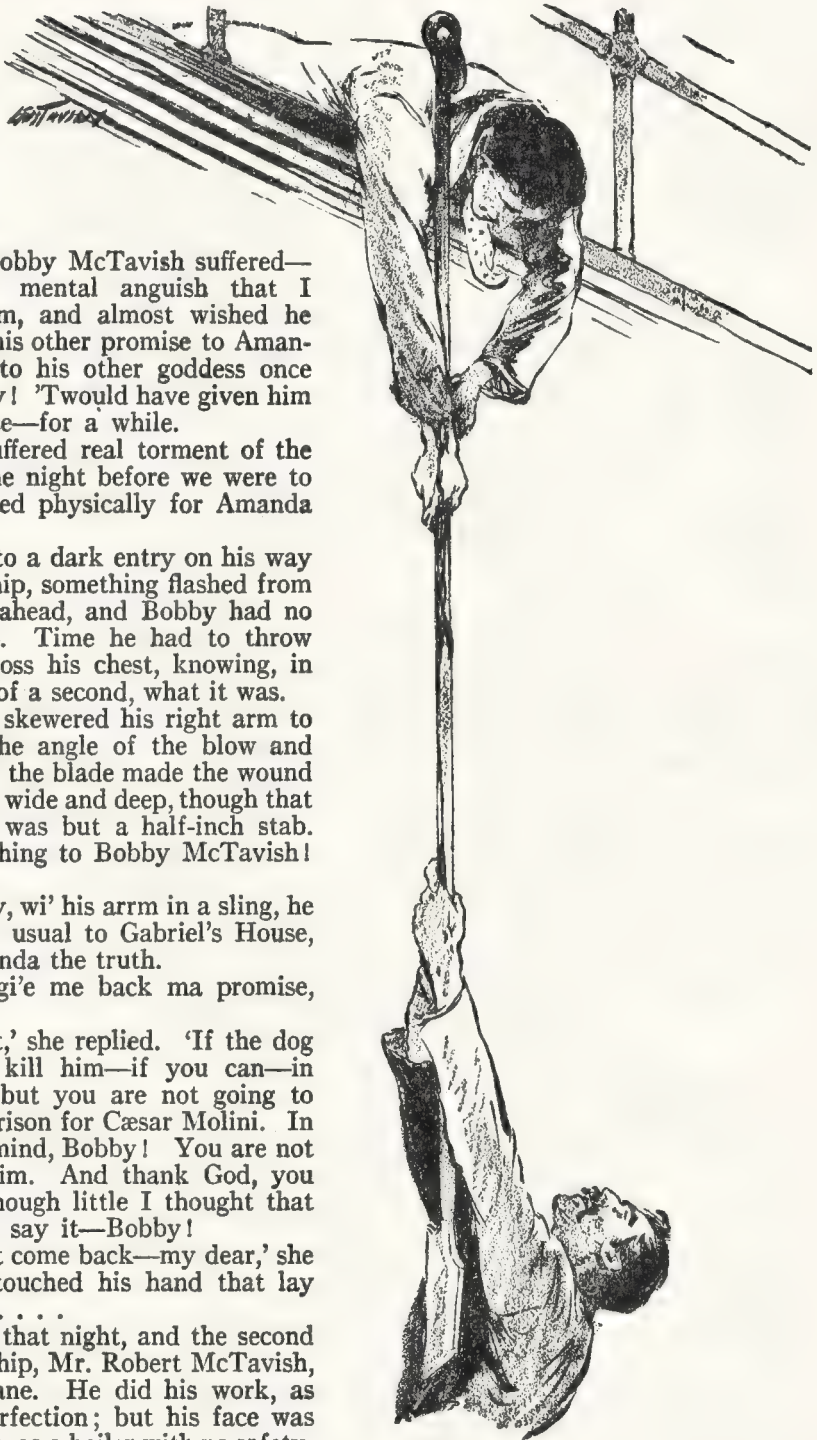 obby McTavish suffered—
mental anguish that I
m, and almost wished he
his other promise to Aman-
to his other goddess once
y! 'Twould have given him
e—for a while.
uffered real torment of the
he night before we were to
ed physically for Amanda
to a dark entry on his way
hip, something flashed from
ahead, and Bobby had no
. Time he had to throw
oss his chest, knowing, in
of a second, what it was.
skewered his right arm to
he angle of the blow and
the blade made the wound
wide and deep, though that
was but a half-inch stab.
hing to Bobby McTavish!
y, wi' his arrm in a sling, he
usual to Gabriel's House,
nda the truth.
gi'e me back ma promise,
t,' she replied. 'If the dog
kill him—if you can—in
but you are not going to
rison for Cæsar Molini. In
mind, Bobby! You are not
im. And thank God, you
hough little I thought that
say it—Bobby!
t come back—my dear,' she
touched his hand that lay
. . . .
that night, and the second
hip, Mr. Robert McTavish,
ane. He did his work, as
rfection; but his face was